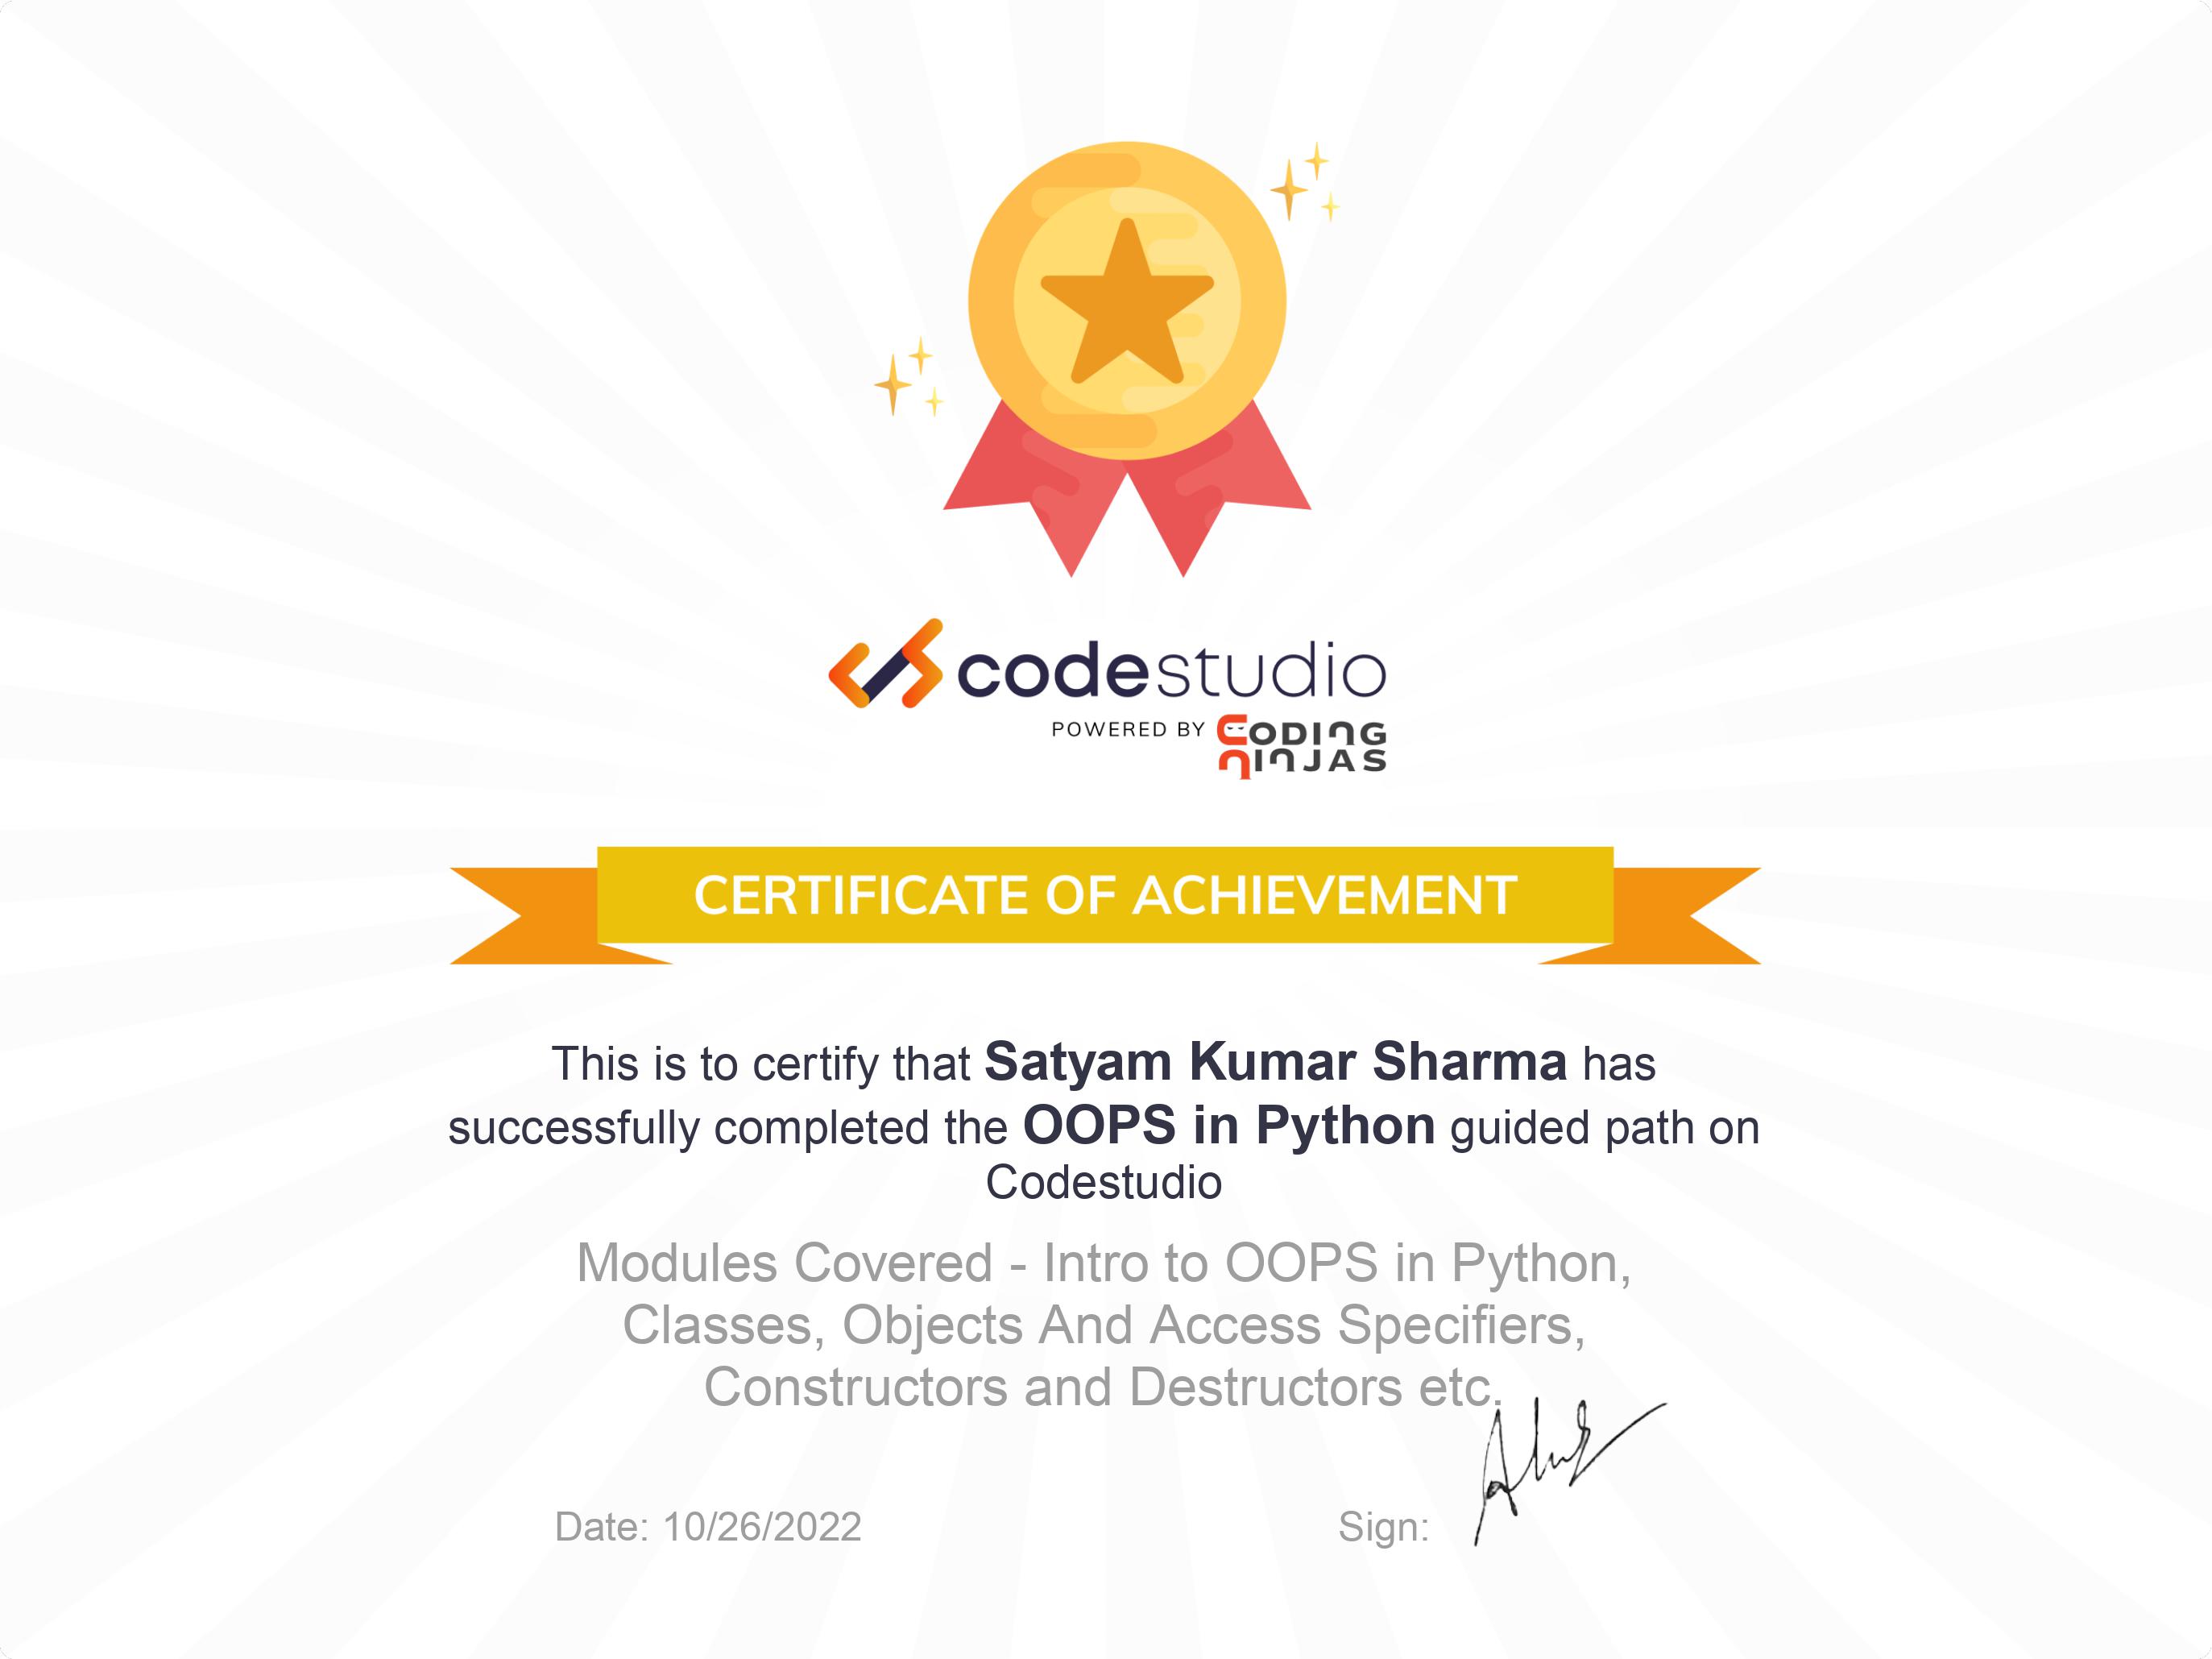 codestudio
POWERED BY CODING
NINJAS
CERTIFICATE OF ACHIEVEMENT
This is to certify that Satyam Kumar Sharma has
successfully completed the OOPS in Python guided path on
Codestudio
Modules Covered - Intro to OOPS in Python,
Classes, Objects And Access Specifiers,
Constructors and Destructors etc.
Date: 10/26/2022 Sign: